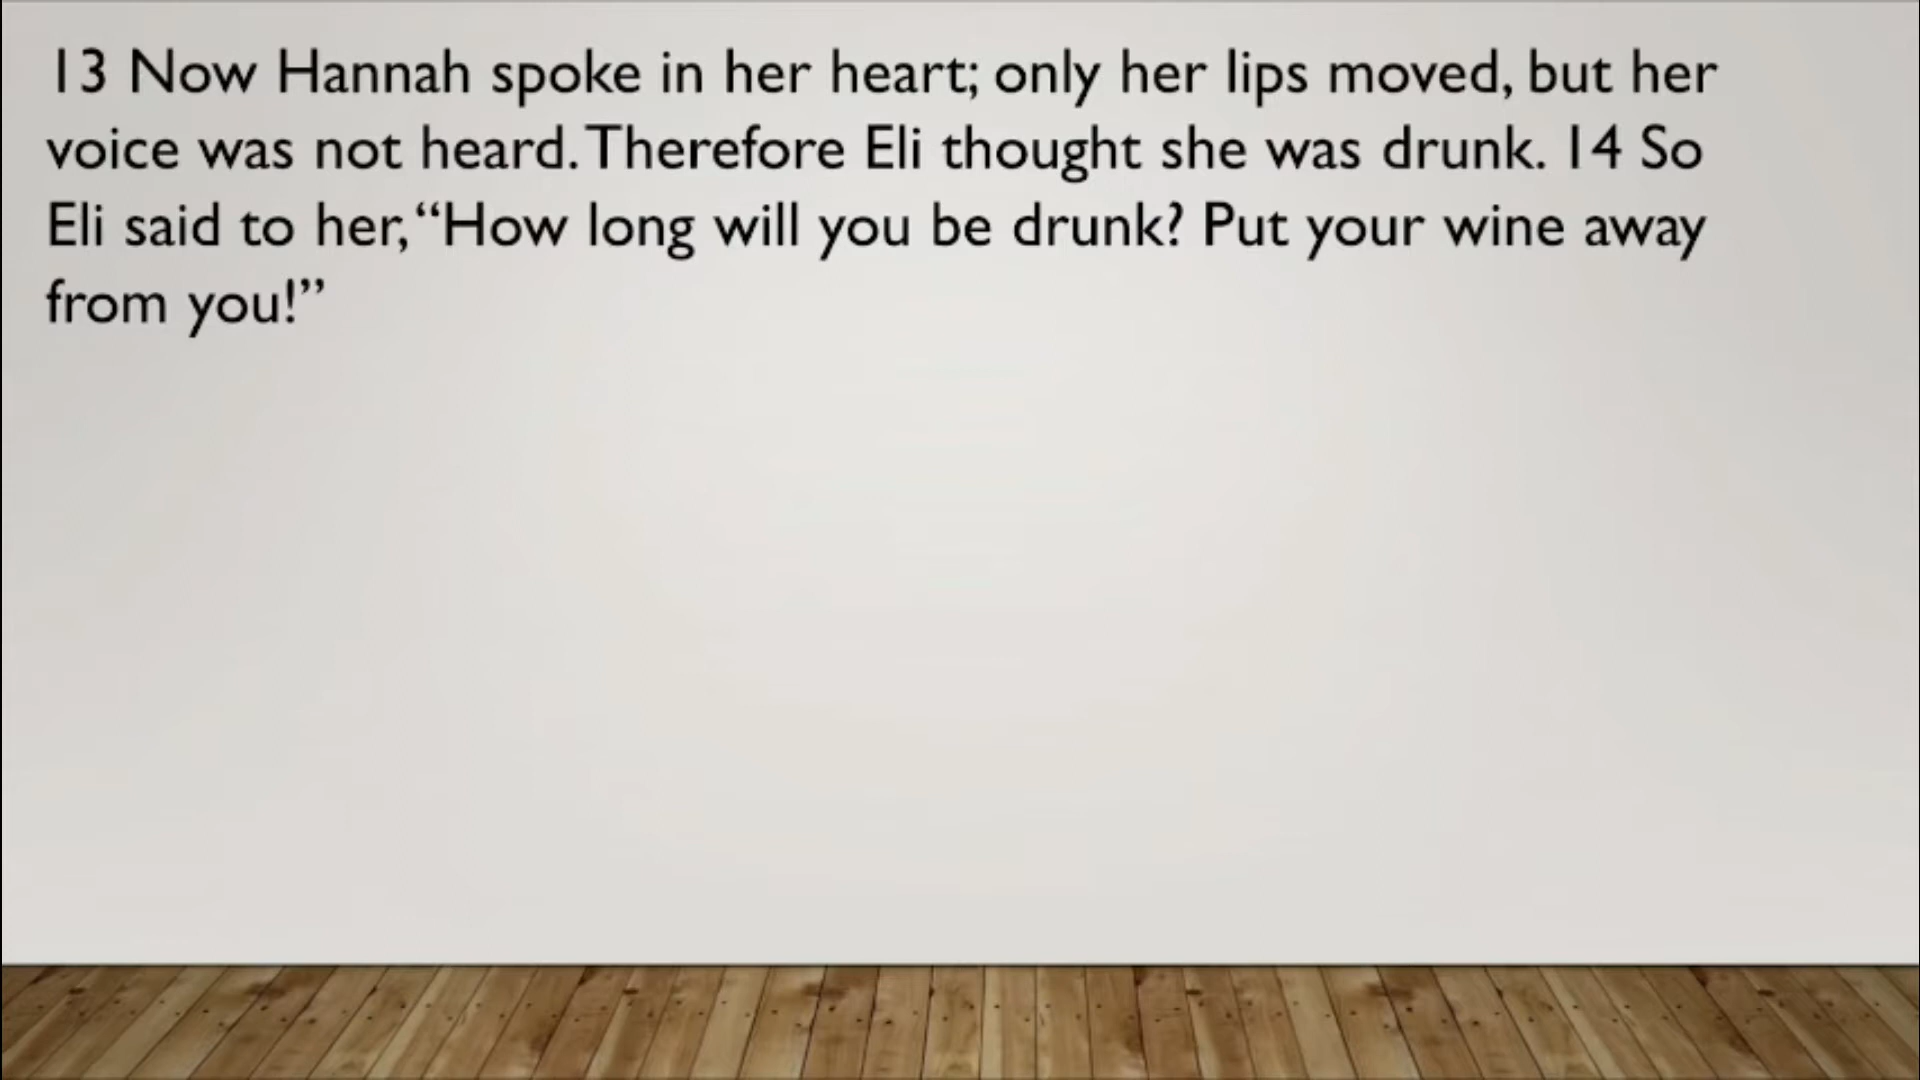 13 Now Hannah spoke in her heart; only her lips moved, but her
voice was not heard. Therefore Eli thought she was drunk. 14 So
Eli said to her, “How long will you be drunk? Put your wine away
from you!”